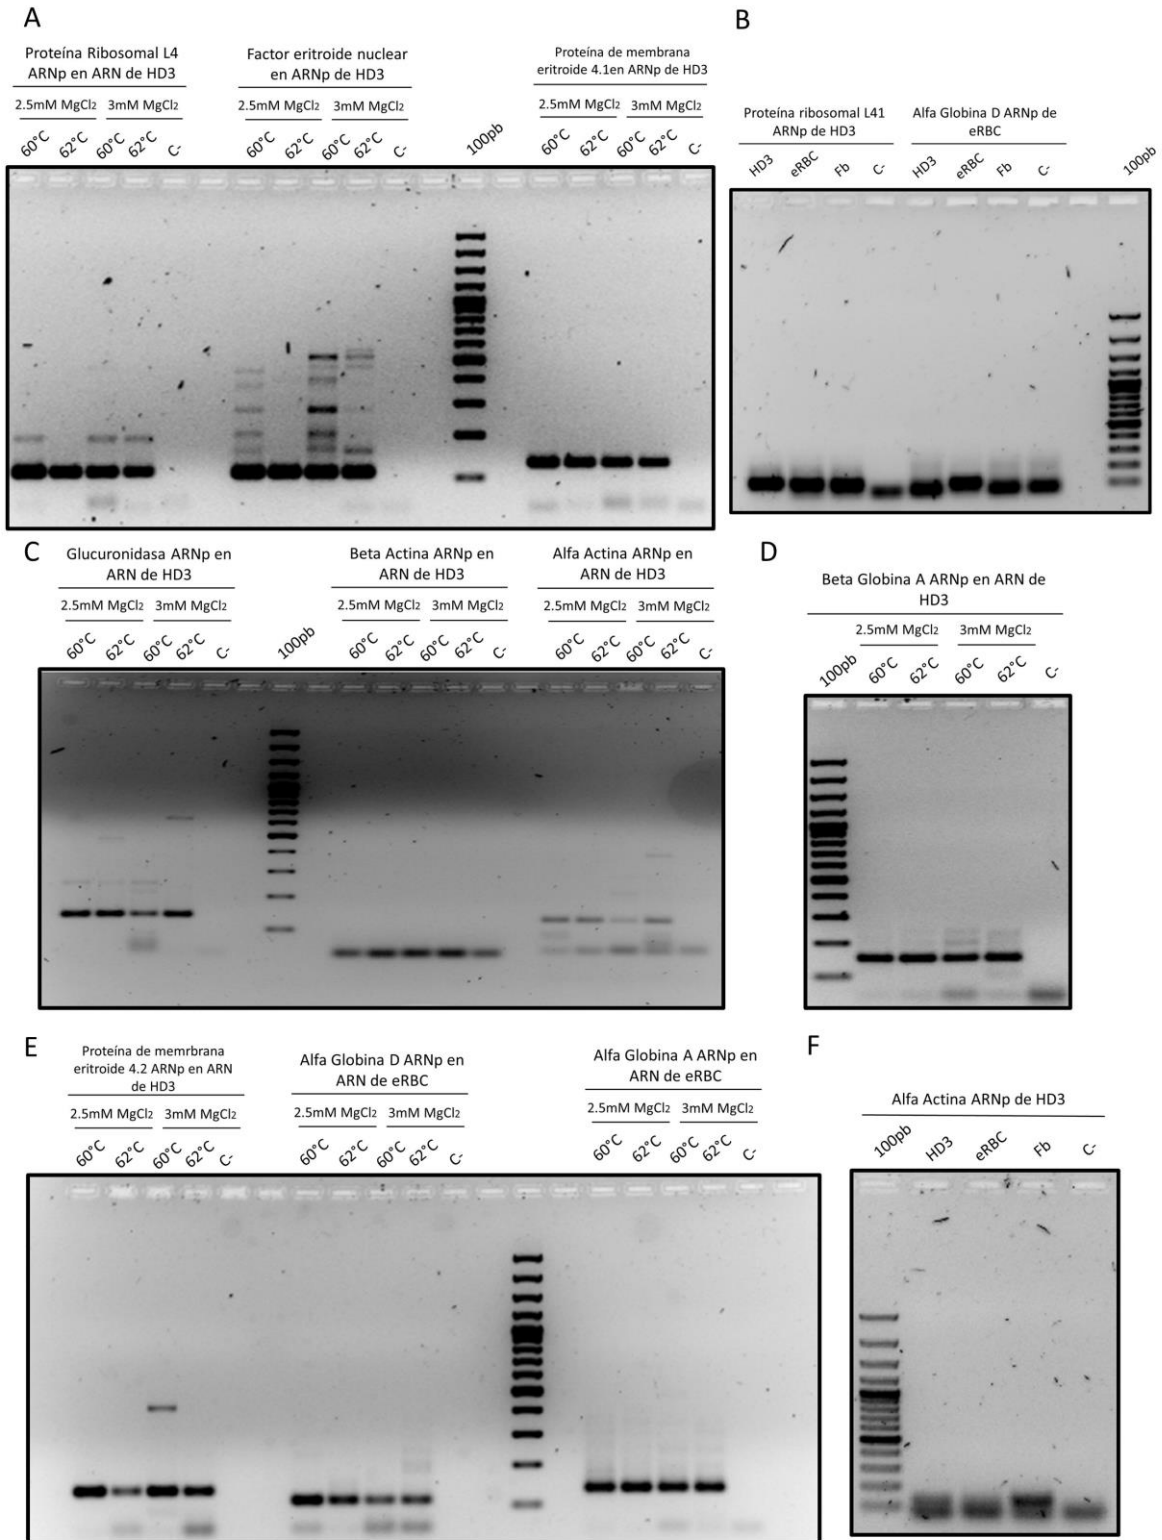 A
Proteína Ribosomal L4
ARNp en ARN de HD3
2.5mM MgCl2 3mM MgCl2
60°C 62°C 60°C 62°C C-
Factor eritroide nuclear
en ARNp de HD3
2.5mM MgCl2 3mM MgCl2
60°C 62°C 60°C 62°C C-
100pb
Proteína de membrana
eritroide 4.1en ARNp de HD3
2.5mM MgCl2 3mM MgCl2
60°C 62°C 60°C 62°C C-
B
Proteína ribosomal L41
ARNp de HD3
HD3 eRBC Fb C-
Alfa Globina D ARNp de
eRBC
HD3 eRBC Fb C-
100pb
C
Glucuronidasa ARNp en
ARN de HD3
2.5mM MgCl2 3mM MgCl2
60°C 62°C 60°C 62°C C-
100pb
Beta Actina ARNp en
ARN de HD3
2.5mM MgCl2 3mM MgCl2
60°C 62°C 60°C 62°C C-
Alfa Actina ARNp en
ARN de HD3
2.5mM MgCl2 3mM MgCl2
60°C 62°C 60°C 62°C C-
D
Beta Globina A ARNp en ARN de
HD3
2.5mM MgCl2 3mM MgCl2
100pb 60°C 62°C 60°C 62°C C-
E
Proteína de memrbrana
eritroide 4.2 ARNp en ARN
de HD3
2.5mM MgCl2 3mM MgCl2
60°C 62°C 60°C 62°C C-
Alfa Globina D ARNp en
ARN de eRBC
2.5mM MgCl2 3mM MgCl2
60°C 62°C 60°C 62°C C-
Alfa Globina A ARNp en
ARN de eRBC
2.5mM MgCl2 3mM MgCl2
60°C 62°C 60°C 62°C C-
F
Alfa Actina ARNp de HD3
100pb HD3 eRBC Fb C-